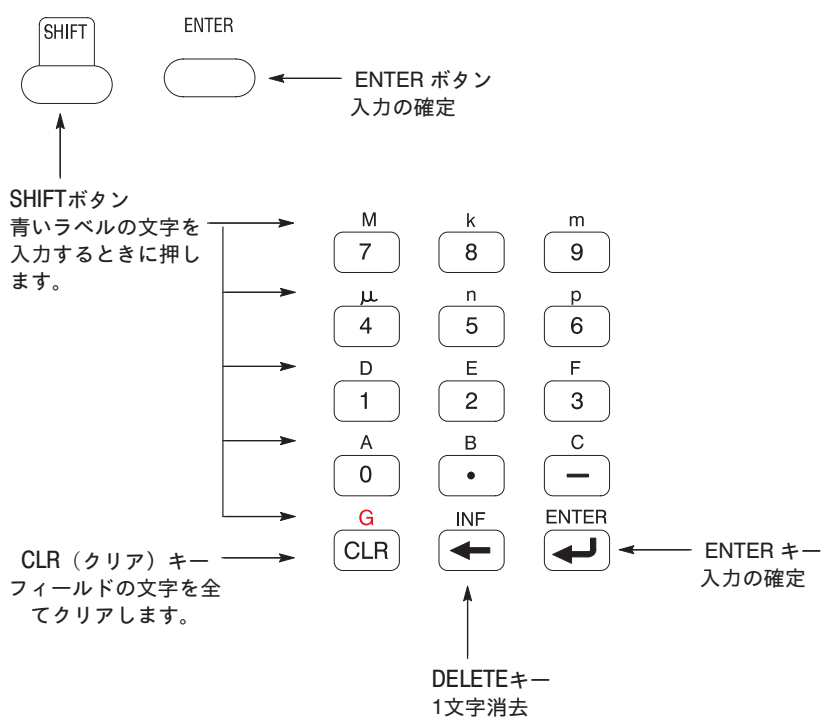 SHIFT
ENTER
ENTER ボタン
入力の確定
SHIFTボタン
青いラベルの文字を
入力するときに押し
ます。
M k m
7 8 9
μ n p
4 5 6
D E F
1 2 3
A B C
0 • —
G INF ENTER
CLR
CLR（クリア）キー
フィールドの文字を全
てクリアします。
ENTER キー
入力の確定
DELETEキー
1文字消去